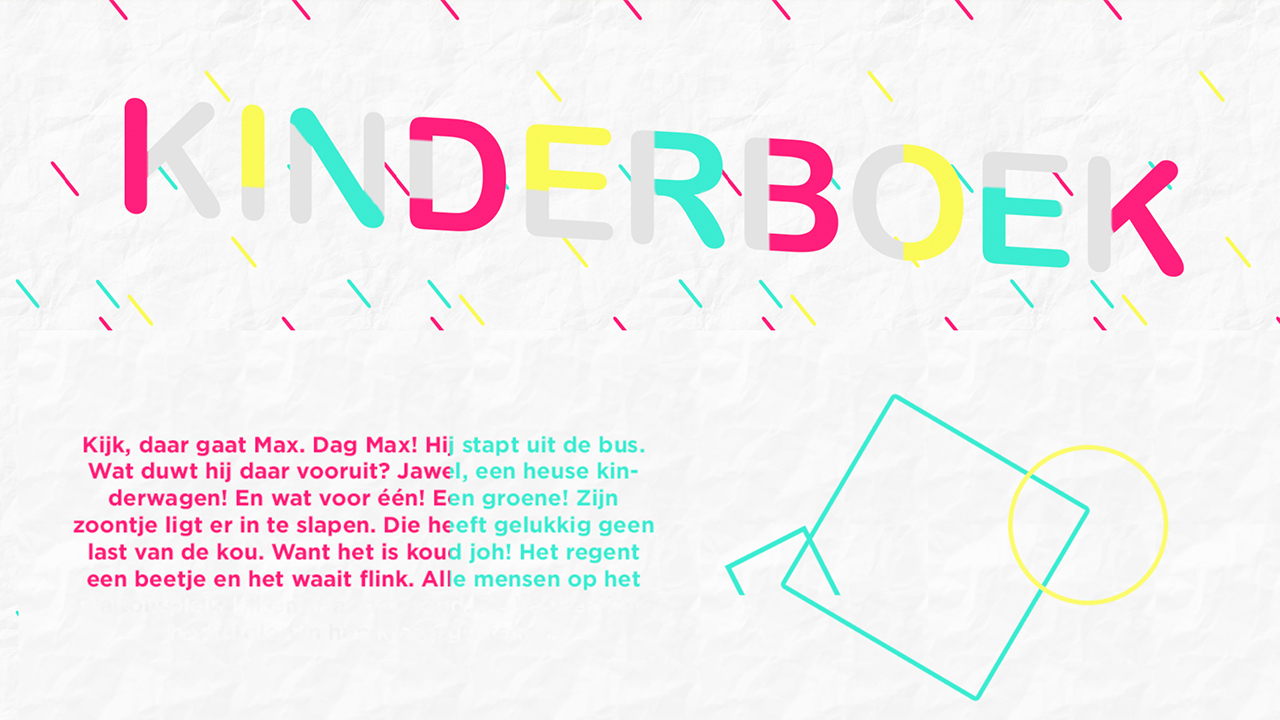 KINDERBOEK
Kijk, daar gaat Max. Dag Max! Hij stapt uit de bus.
Wat duwt hij daar vooruit? Jawel, een heuse kin-
derwagen! En wat voor één! Een groene! Zijn
zoontje ligt er in te slapen. Die heeft gelukkig geen
last van de kou. Want het is koud joh! Het regent
een beetje en het waait flink. Alle mensen op het